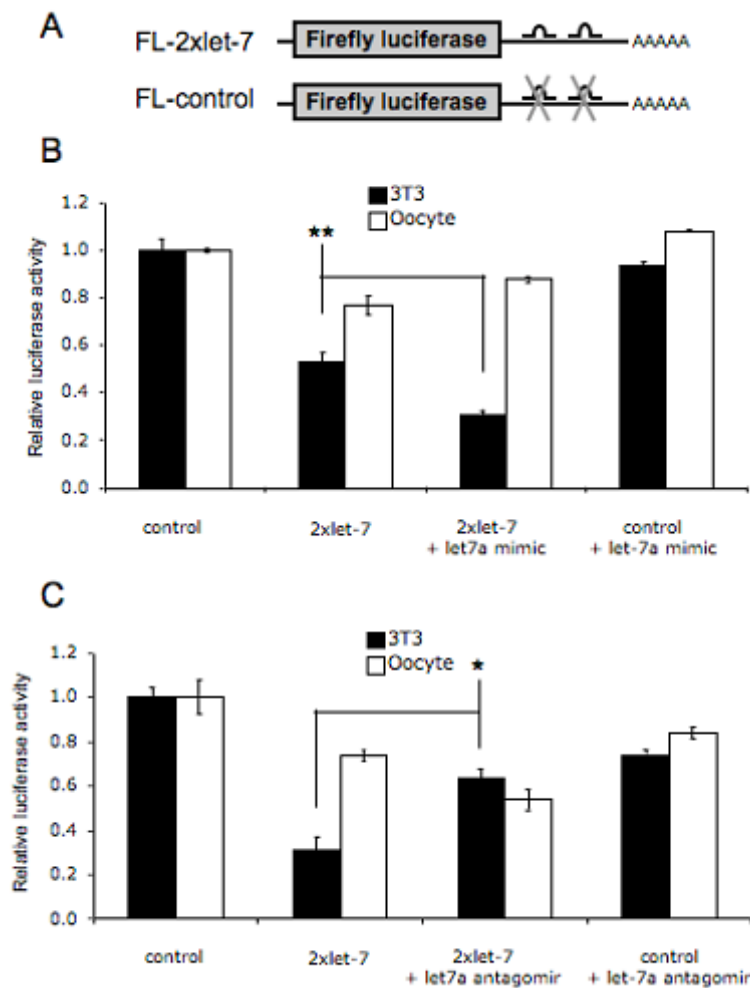 A
FL-2xlet-7 Firefly luciferase AAAAA
FL-control Firefly luciferase AAAAA
B
3T3
Oocyte
**
Relative luciferase activity
1.2
1.0
0.8
0.6
0.4
0.2
0.0
control
2xlet-7
2xlet-7
+ let7a mimic
control
+ let-7a mimic
C
3T3
Oocyte
*
Relative luciferase activity
1.2
1.0
0.8
0.6
0.4
0.2
0.0
control
2xlet-7
2xlet-7
+ let7a antagomir
control
+ let-7a antagomir